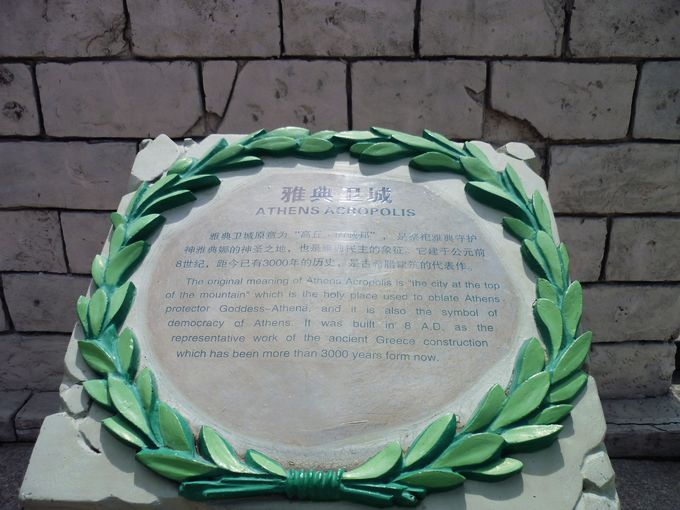 雅典卫城
ATHENS ACROPOLIS
雅典卫城原意为“高丘上的城邦”，是祭祀雅典守护
神雅典娜的神圣之地，也是雅典民主的象征。它建于公元前
8世纪，距今已有3000年的历史，是古希腊建筑的代表作。
The original meaning of Athens Acropolis is "the city at the top
of the mountain" which is the holy place used to oblate Athens
protector Goddess-Athena, and it is also the symbol of
democracy of Athens. It was built in 8 A.D, as the
representative work of the ancient Greece construction
which has been more than 3000 years form now.